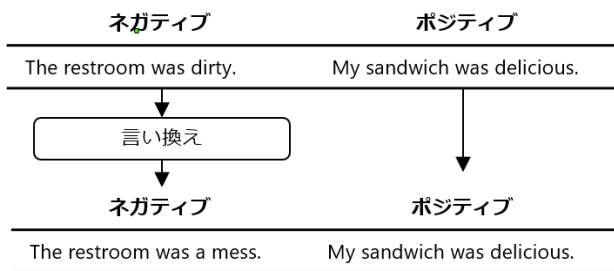 ネガティブ ポジティブ
The restroom was dirty. My sandwich was delicious.
言い換え
ネガティブ ポジティブ
The restroom was a mess. My sandwich was delicious.